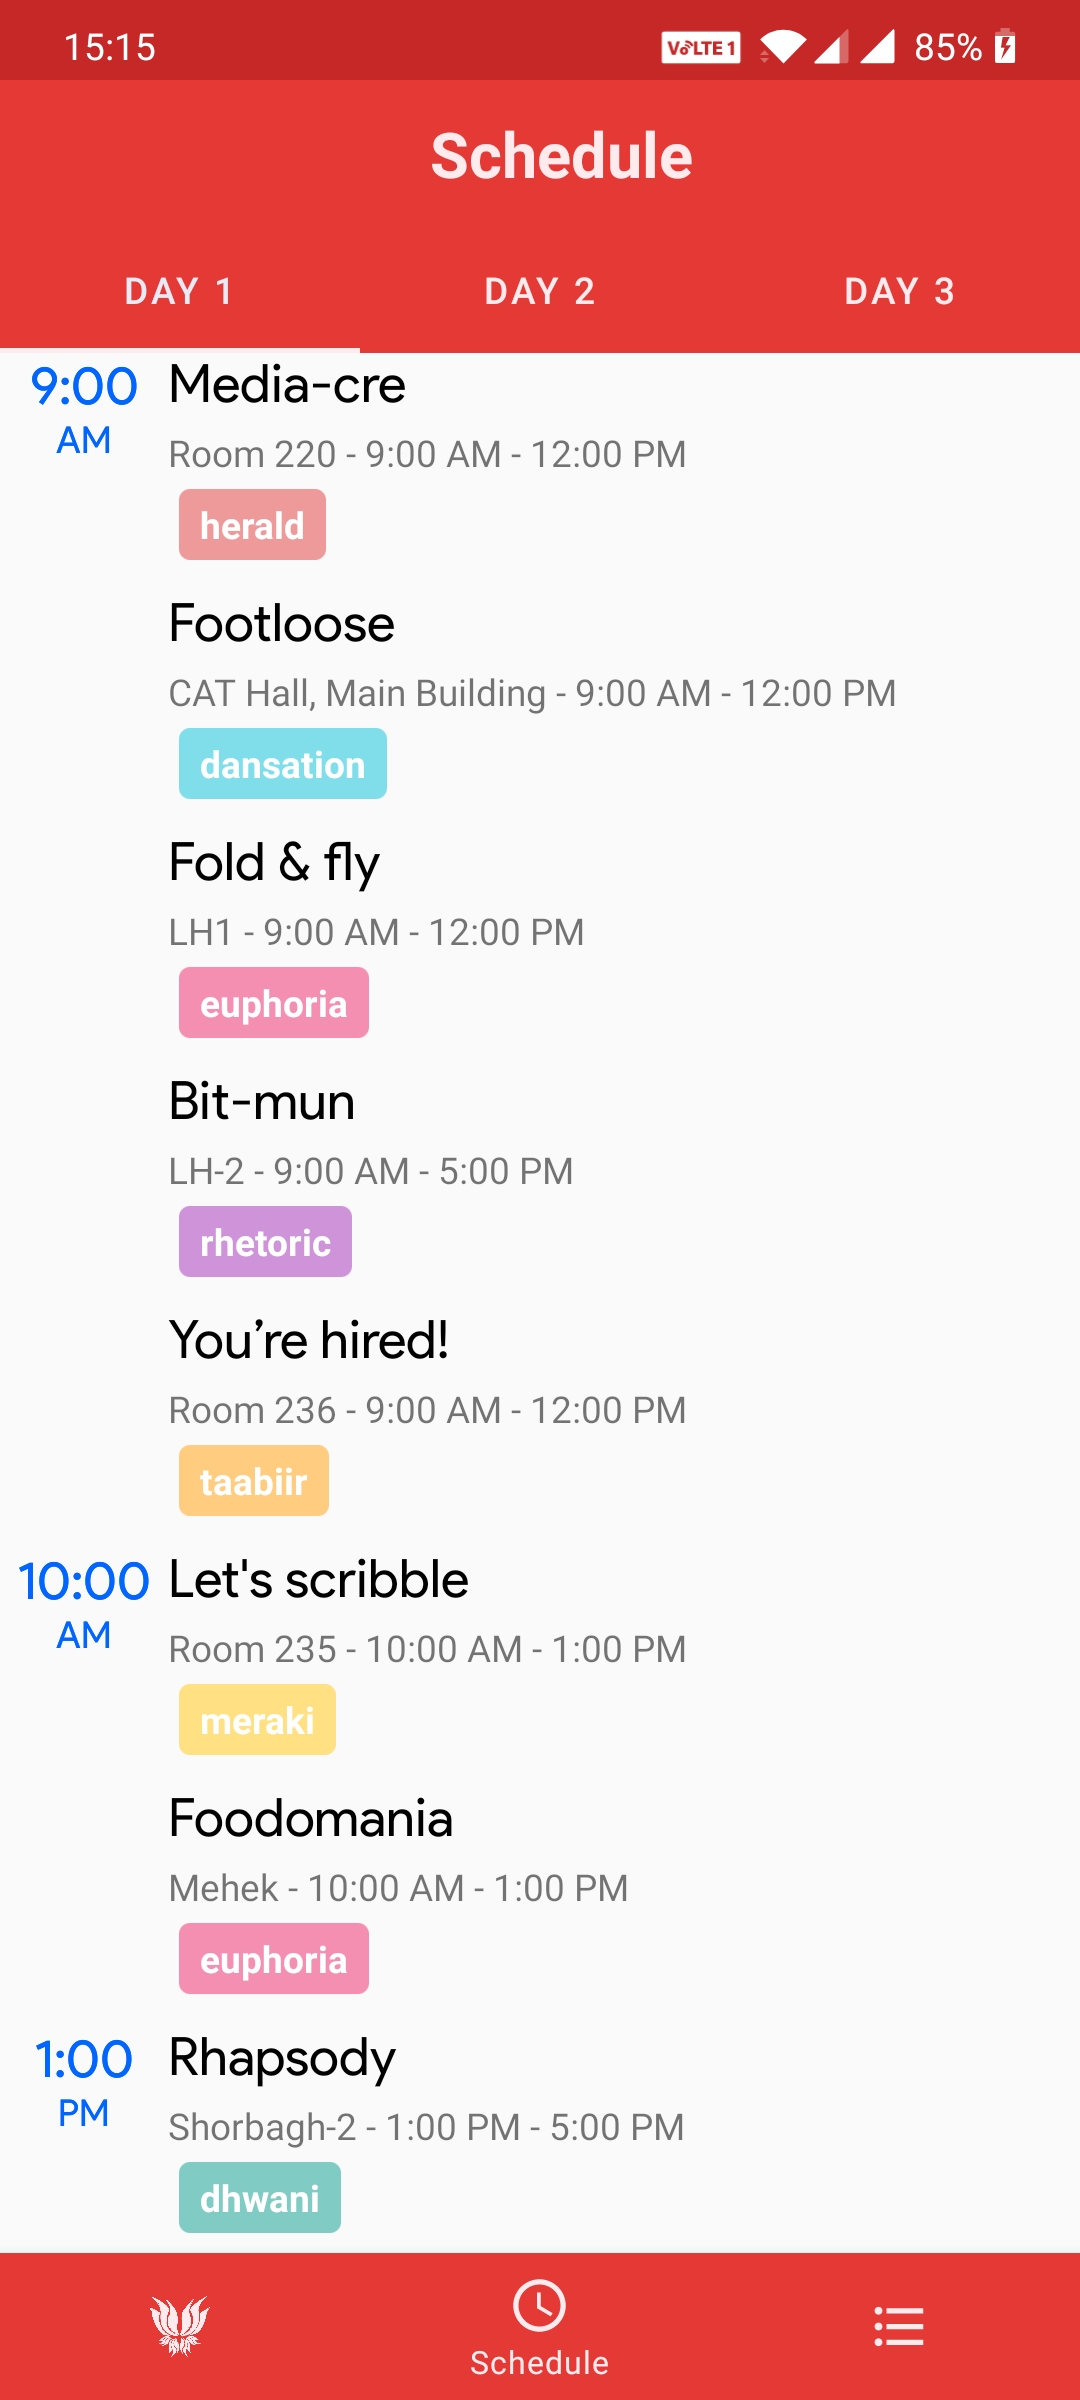 15:15
VoLTE 1
85%
Schedule
DAY 1
DAY 2
DAY 3
9:00 AM
Media-cre
Room 220 - 9:00 AM - 12:00 PM
herald
Footloose
CAT Hall, Main Building - 9:00 AM - 12:00 PM
dansation
Fold & fly
LH1 - 9:00 AM - 12:00 PM
euphoria
Bit-mun
LH-2 - 9:00 AM - 5:00 PM
rhetoric
You’re hired!
Room 236 - 9:00 AM - 12:00 PM
taabiir
10:00 AM
Let's scribble
Room 235 - 10:00 AM - 1:00 PM
meraki
Foodomania
Mehek - 10:00 AM - 1:00 PM
euphoria
1:00 PM
Rhapsody
Shorbagh-2 - 1:00 PM - 5:00 PM
dhwani
Schedule